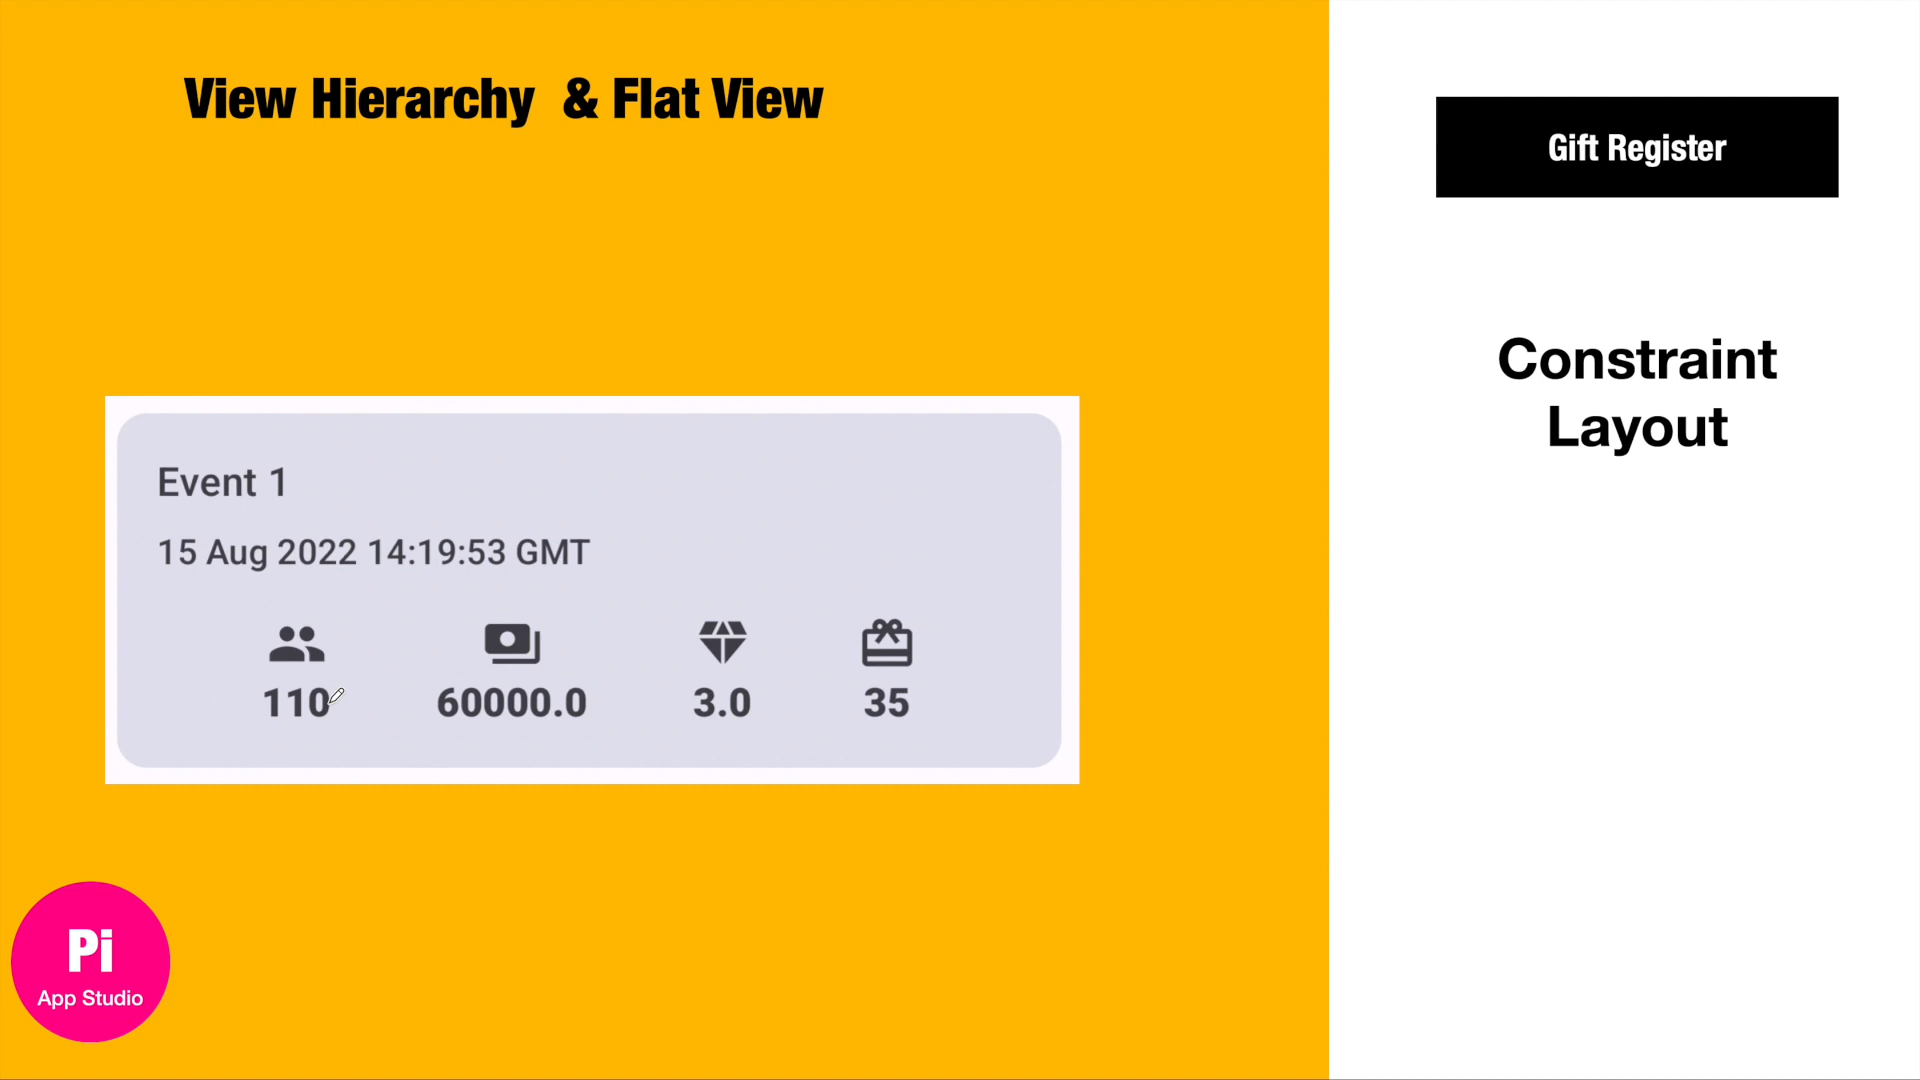 View Hierarchy & Flat View
Gift Register
Constraint
Layout
Event 1
15 Aug 2022 14:19:53 GMT
110 60000.0 3.0 35
Pi
App Studio